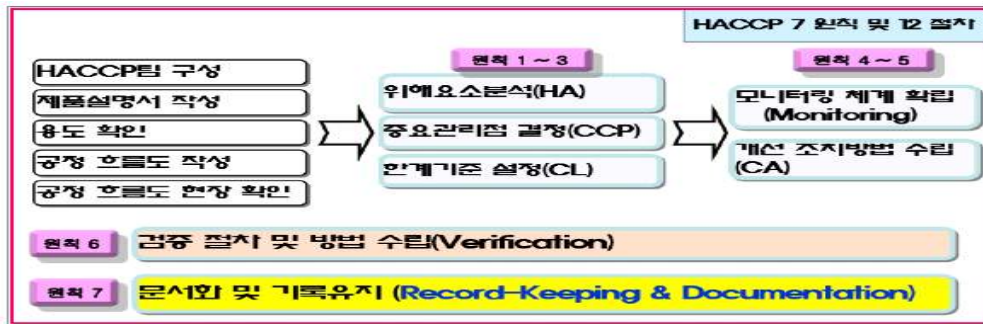 HACCP 7 원칙 및 12 절차
HACCP팀 구성
제품설명서 작성
용도 확인
공정 흐름도 작성
공정 흐름도 현장 확인
원칙 1 ~ 3
위해요소분석(HA)
중요관리점 결정(CCP)
한계기준 설정(CL)
원칙 4 ~ 5
모니터링 체계 확립
(Monitoring)
개선 조치방법 수립
(CA)
원칙 6
검증 절차 및 방법 수립(Verification)
원칙 7
문서화 및 기록유지 (Record-Keeping & Documentation)